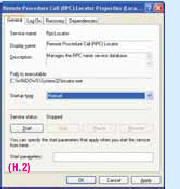 Remote Procedure Call (RPC) Locator Properties (Local...
General Log On Recovery Dependencies
Service name: RpcLocator
Display name: Remote Procedure Call (RPC) Locator
Description: Manages the RPC name service database.
Path to executable:
C:\WINDOWS\System32\locator.exe
Startup type: Manual
Service status: Stopped
Start Stop Pause Resume
You can specify the start parameters that apply when you start the service
from here.
Start parameters:
(H.2)
OK Cancel Apply